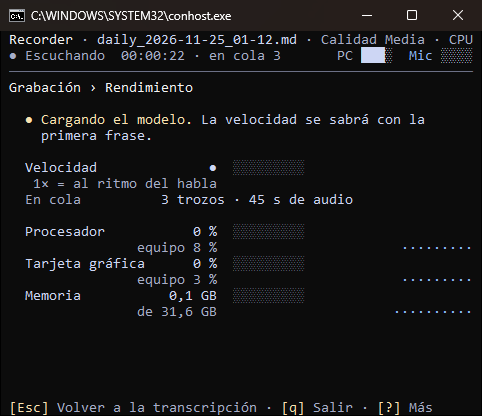 C:\WINDOWS\SYSTEM32\conhost.exe
Recorder · daily_2026-11-25_01-12.md · Calidad Media · CPU
● Escuchando 00:00:22 · en cola 3 PC Mic
Grabación › Rendimiento
● Cargando el modelo. La velocidad se sabrá con la
primera frase.
Velocidad ●
1× = al ritmo del habla
En cola 3 trozos · 45 s de audio
Procesador 0 %
equipo 8 %
Tarjeta gráfica 0 %
equipo 3 %
Memoria 0,1 GB
de 31,6 GB
[Esc] Volver a la transcripción · [q] Salir · [?] Más